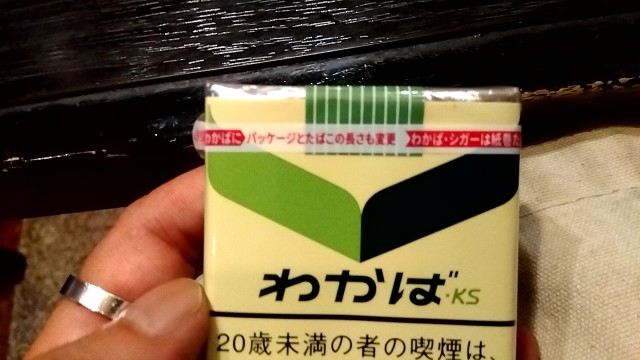 わかばに パッケージとたばこの長さも変更 わかば・シガーは紙巻た
わかば・KS
20歳未満の者の喫煙は、